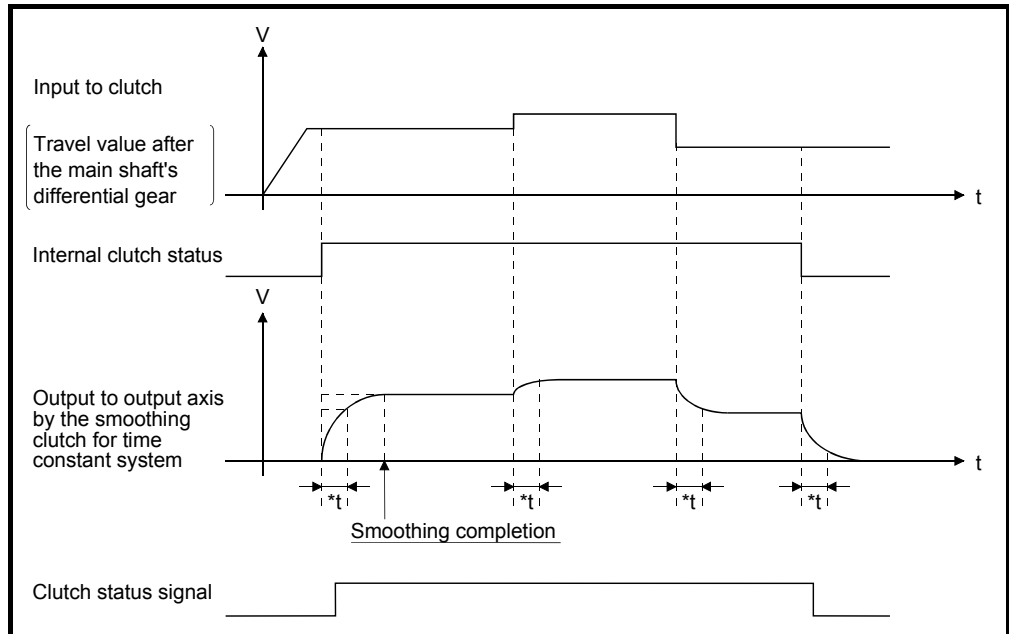 V
Input to clutch
Travel value after
the main shaft's
differential gear
t
Internal clutch status
V
Output to output axis
by the smoothing
clutch for time
constant system
t
*t
*t
*t
*t
Smoothing completion
Clutch status signal